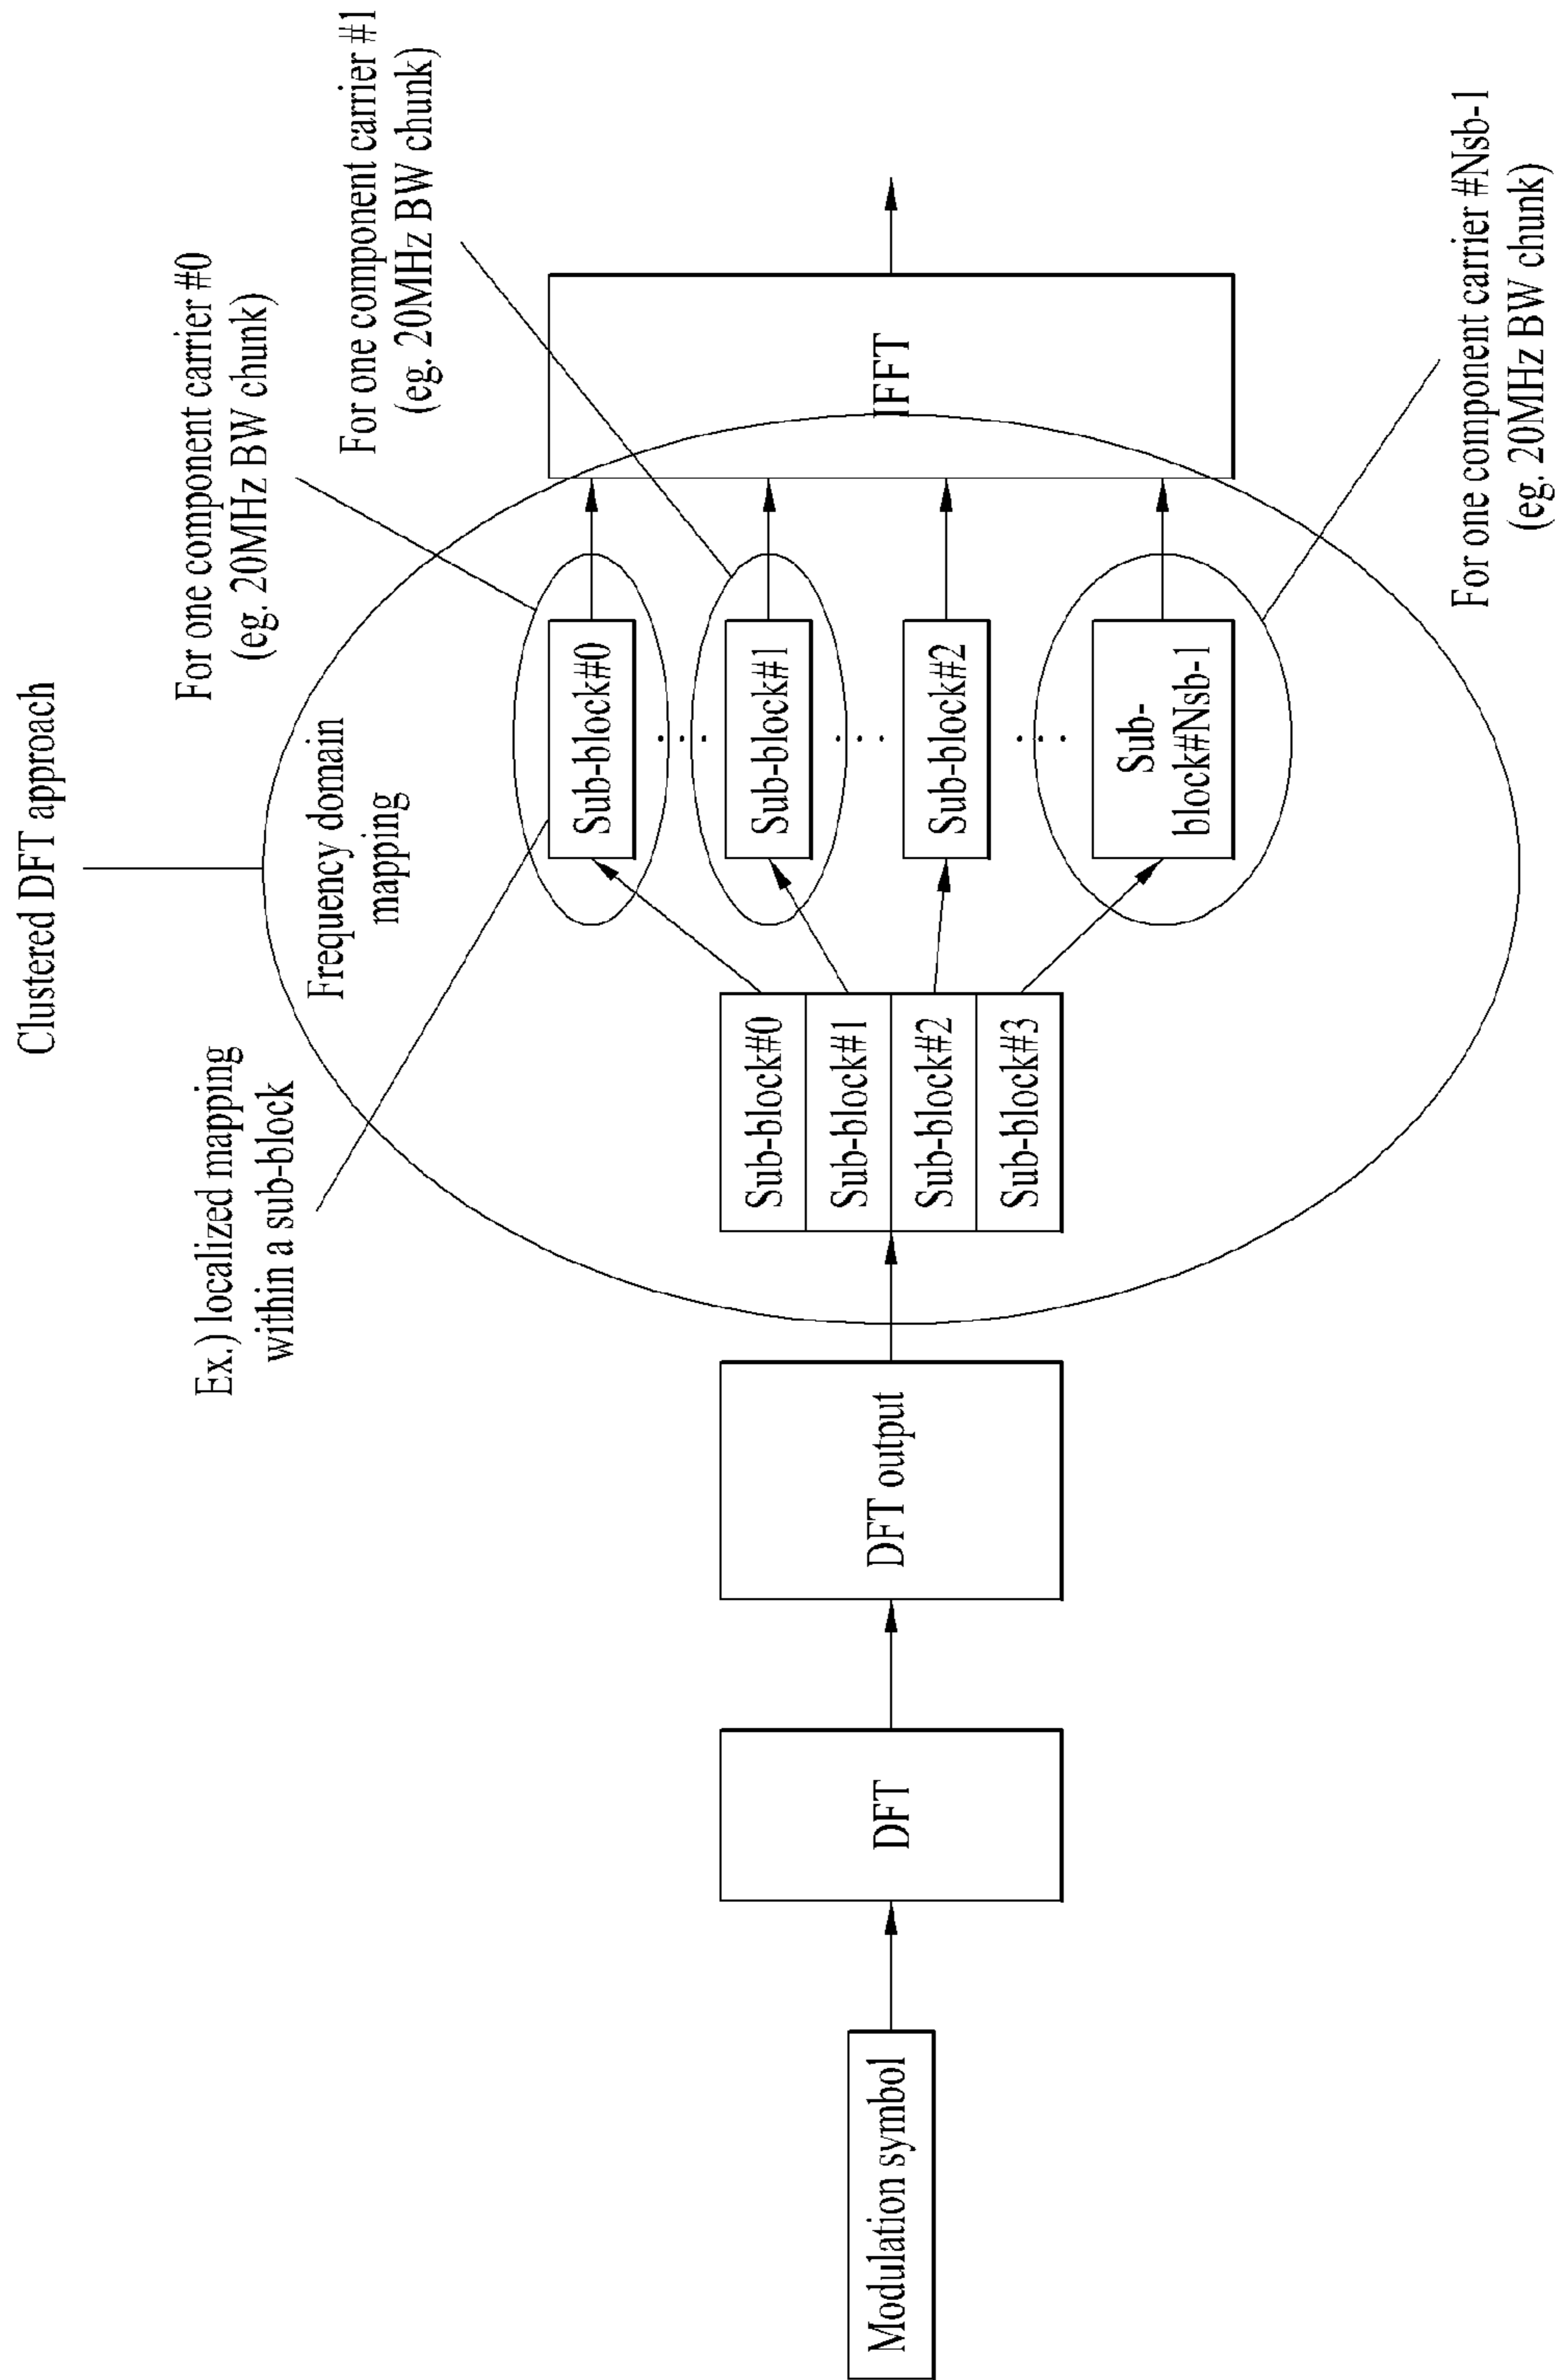 Clustered DFT approach
For one component carrier #0
(eg. 20MHz BW chunk)
For one component carrier #1
(eg. 20MHz BW chunk)
Ex.) localized mapping
within a sub-block
Frequency domain
mapping
Modulation symbol
DFT
DFT output
Sub-block#0
Sub-block#1
Sub-block#2
Sub-block#3
Sub-block#0
...
Sub-block#1
...
Sub-block#2
...
Sub-
block#Nsb-1
IFFT
For one component carrier #Nsb-1
(eg. 20MHz BW chunk)